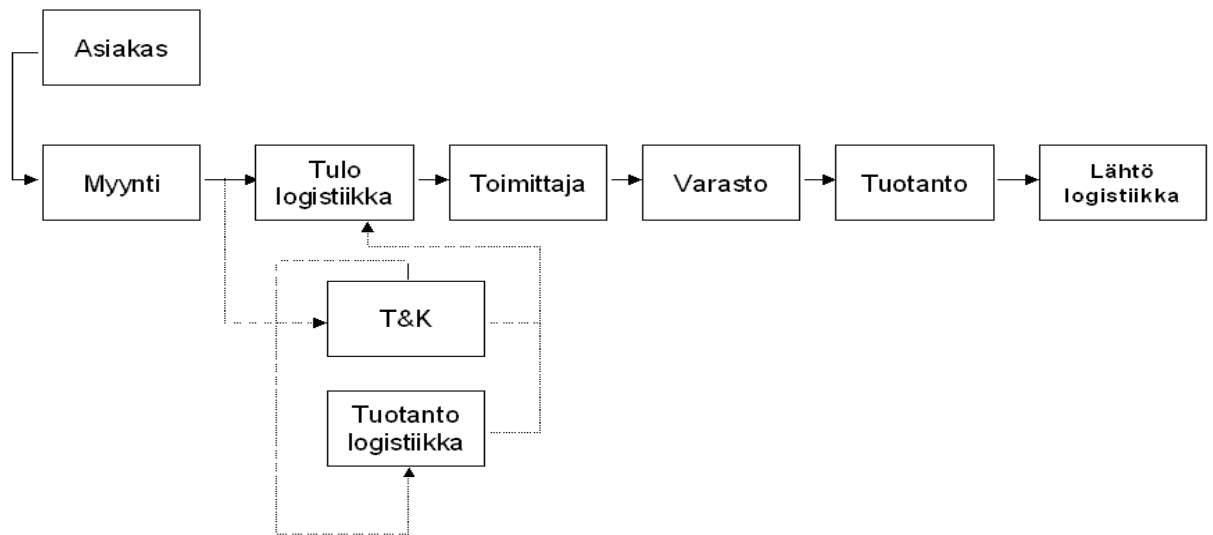 Asiakas
Myynti
Tulo
logistiikka
Toimittaja
Varasto
Tuotanto
Lähtö
logistiikka
T&K
Tuotanto
logistiikka